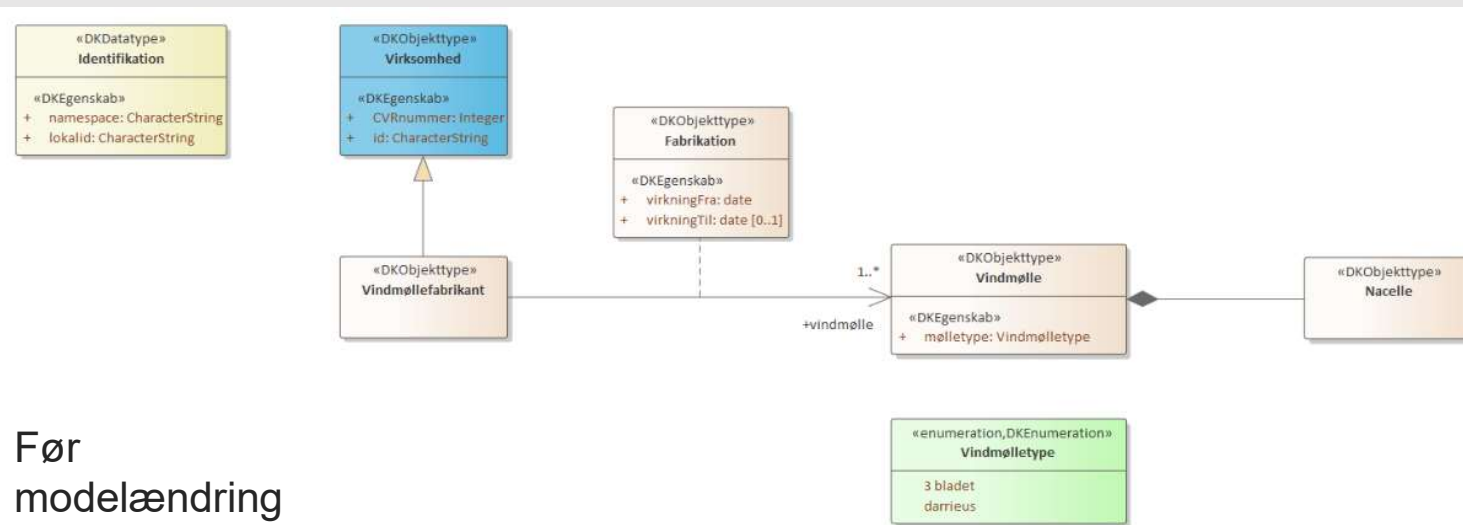 «DKDatatype»
Identifikation
«DKEgenskab»
+ namespace: CharacterString
+ lokalid: CharacterString
«DKObjekttype»
Virksomhed
«DKEgenskab»
+ CVRnummer: Integer
+ id: CharacterString
«DKObjekttype»
Fabrikation
«DKEgenskab»
+ virkningFra: date
+ virkningTil: date [0..1]
«DKObjekttype»
Vindmøllefabrikant
1..*
+vindmølle
«DKObjekttype»
Vindmølle
«DKEgenskab»
+ mølletype: Vindmølletype
«DKObjekttype»
Nacelle
«enumeration,DKEnumeration»
Vindmølletype
3 bladet
darrieus
Før
modelændring